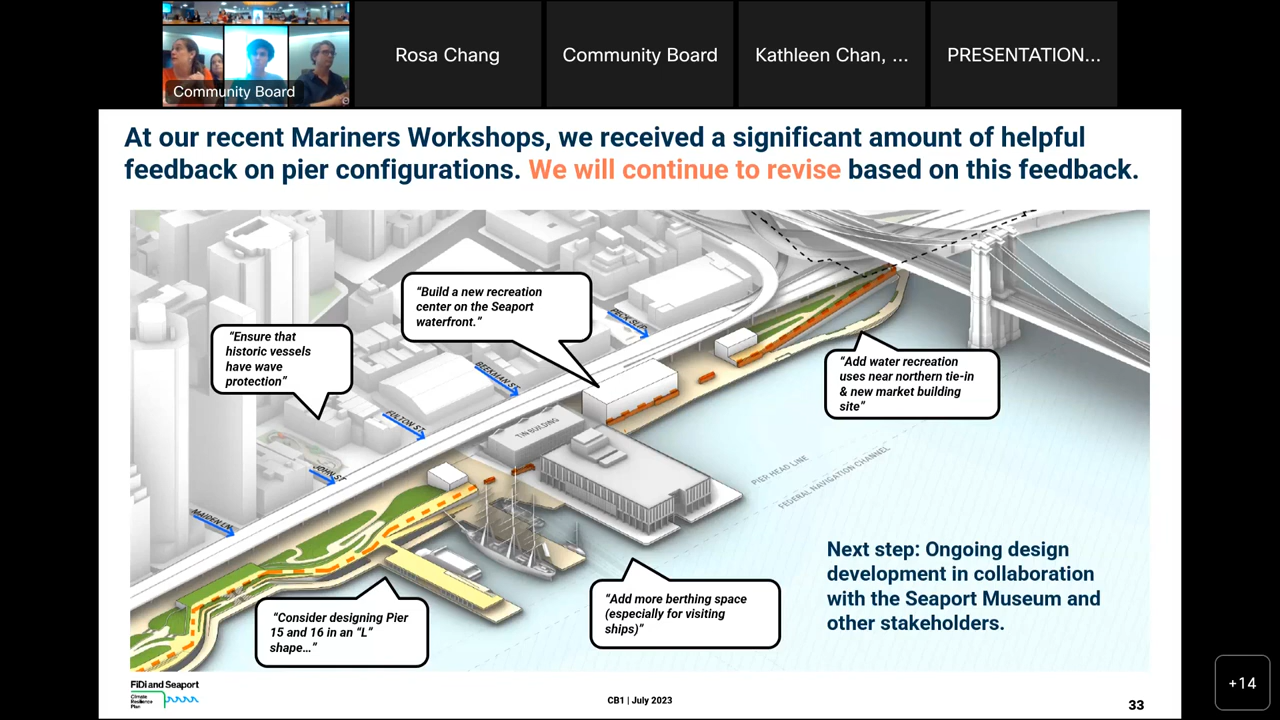 Community Board
Rosa Chang
Community Board
Kathleen Chan, ...
PRESENTATION...
At our recent Mariners Workshops, we received a significant amount of helpful
feedback on pier configurations. We will continue to revise based on this feedback.
“Build a new recreation
center on the Seaport
waterfront.”
PECK SLIP
“Ensure that
historic vessels
have wave
protection”
BEEKMAN ST.
“Add water recreation
uses near northern tie-in
& new market building
site”
FULTON ST.
TIN BUILDING
JOHN ST.
PIER HEAD LINE
FEDERAL NAVIGATION CHANNEL
MAIDEN LN.
“Consider designing Pier
15 and 16 in an “L”
shape...”
“Add more berthing space
(especially for visiting
ships)”
Next step: Ongoing design
development in collaboration
with the Seaport Museum and
other stakeholders.
FiDi and Seaport
Climate
Resilience
Plan
CB1 | July 2023
33
+14